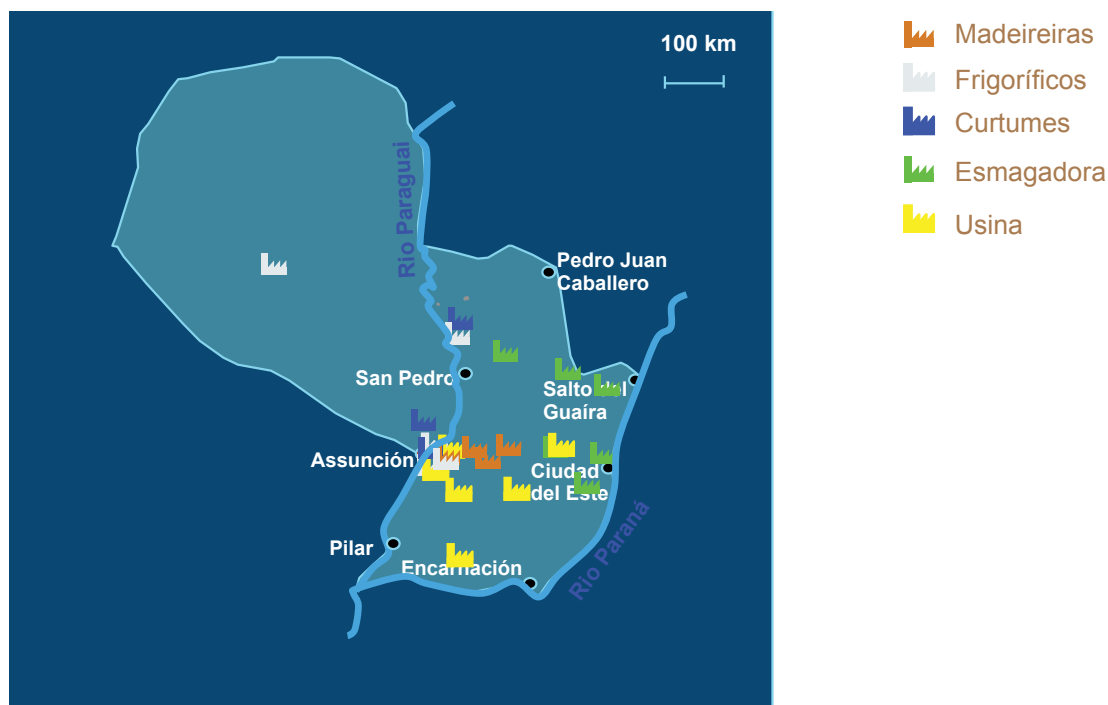 100 km
Rio Paraguai
Pedro Juan
Caballero
San Pedro
Salto del
Guaíra
Assunción
Ciudad
del Este
Pilar
Encarnación
Rio Paraná
Madeireiras
Frigoríficos
Curtumes
Esmagadora
Usina